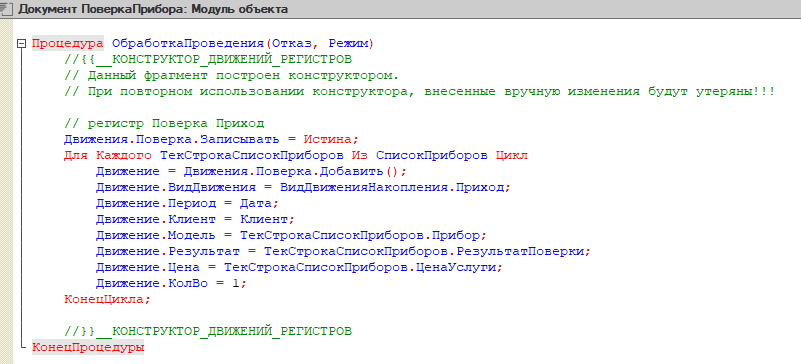 Документ ПоверкаПрибора: Модуль объекта
Процедура ОбработкаПроведения(Отказ, Режим)
//{{__КОНСТРУКТОР_ДВИЖЕНИЙ_РЕГИСТРОВ
// Данный фрагмент построен конструктором.
// При повторном использовании конструктора, внесенные вручную изменения будут утеряны!!!
// регистр Поверка Приход
Движения.Поверка.Записывать = Истина;
Для Каждого ТекСтрокаСписокПриборов Из СписокПриборов Цикл
Движение = Движения.Поверка.Добавить();
Движение.ВидДвижения = ВидДвиженияНакопления.Приход;
Движение.Период = Дата;
Движение.Клиент = Клиент;
Движение.Модель = ТекСтрокаСписокПриборов.Прибор;
Движение.Результат = ТекСтрокаСписокПриборов.РезультатПоверки;
Движение.Цена = ТекСтрокаСписокПриборов.ЦенаУслуги;
Движение.КолВо = 1;
КонецЦикла;
//}}__КОНСТРУКТОР_ДВИЖЕНИЙ_РЕГИСТРОВ
КонецПроцедуры